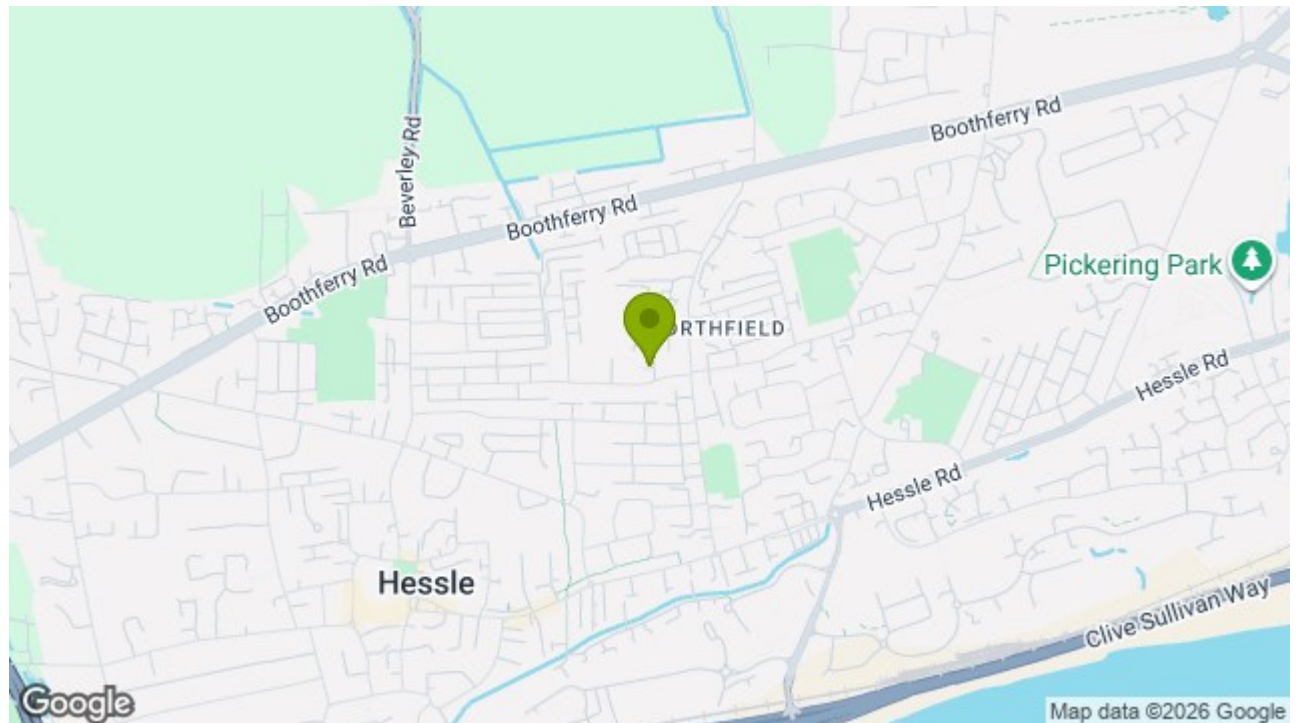 Boothferry Rd
Beverley Rd
Boothferry Rd
Boothferry Rd
Pickering Park
ORTHFIELD
Hessle Rd
Hessle Rd
Hessle
Clive Sullivan Way
Google
Map data ©2026 Google